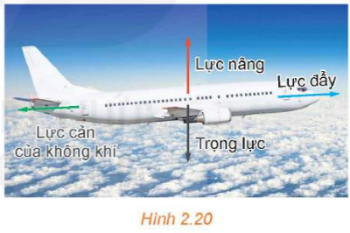 Lực nâng
Lực đẩy
Lực cản
của không khí
Trọng lực
Hình 2.20